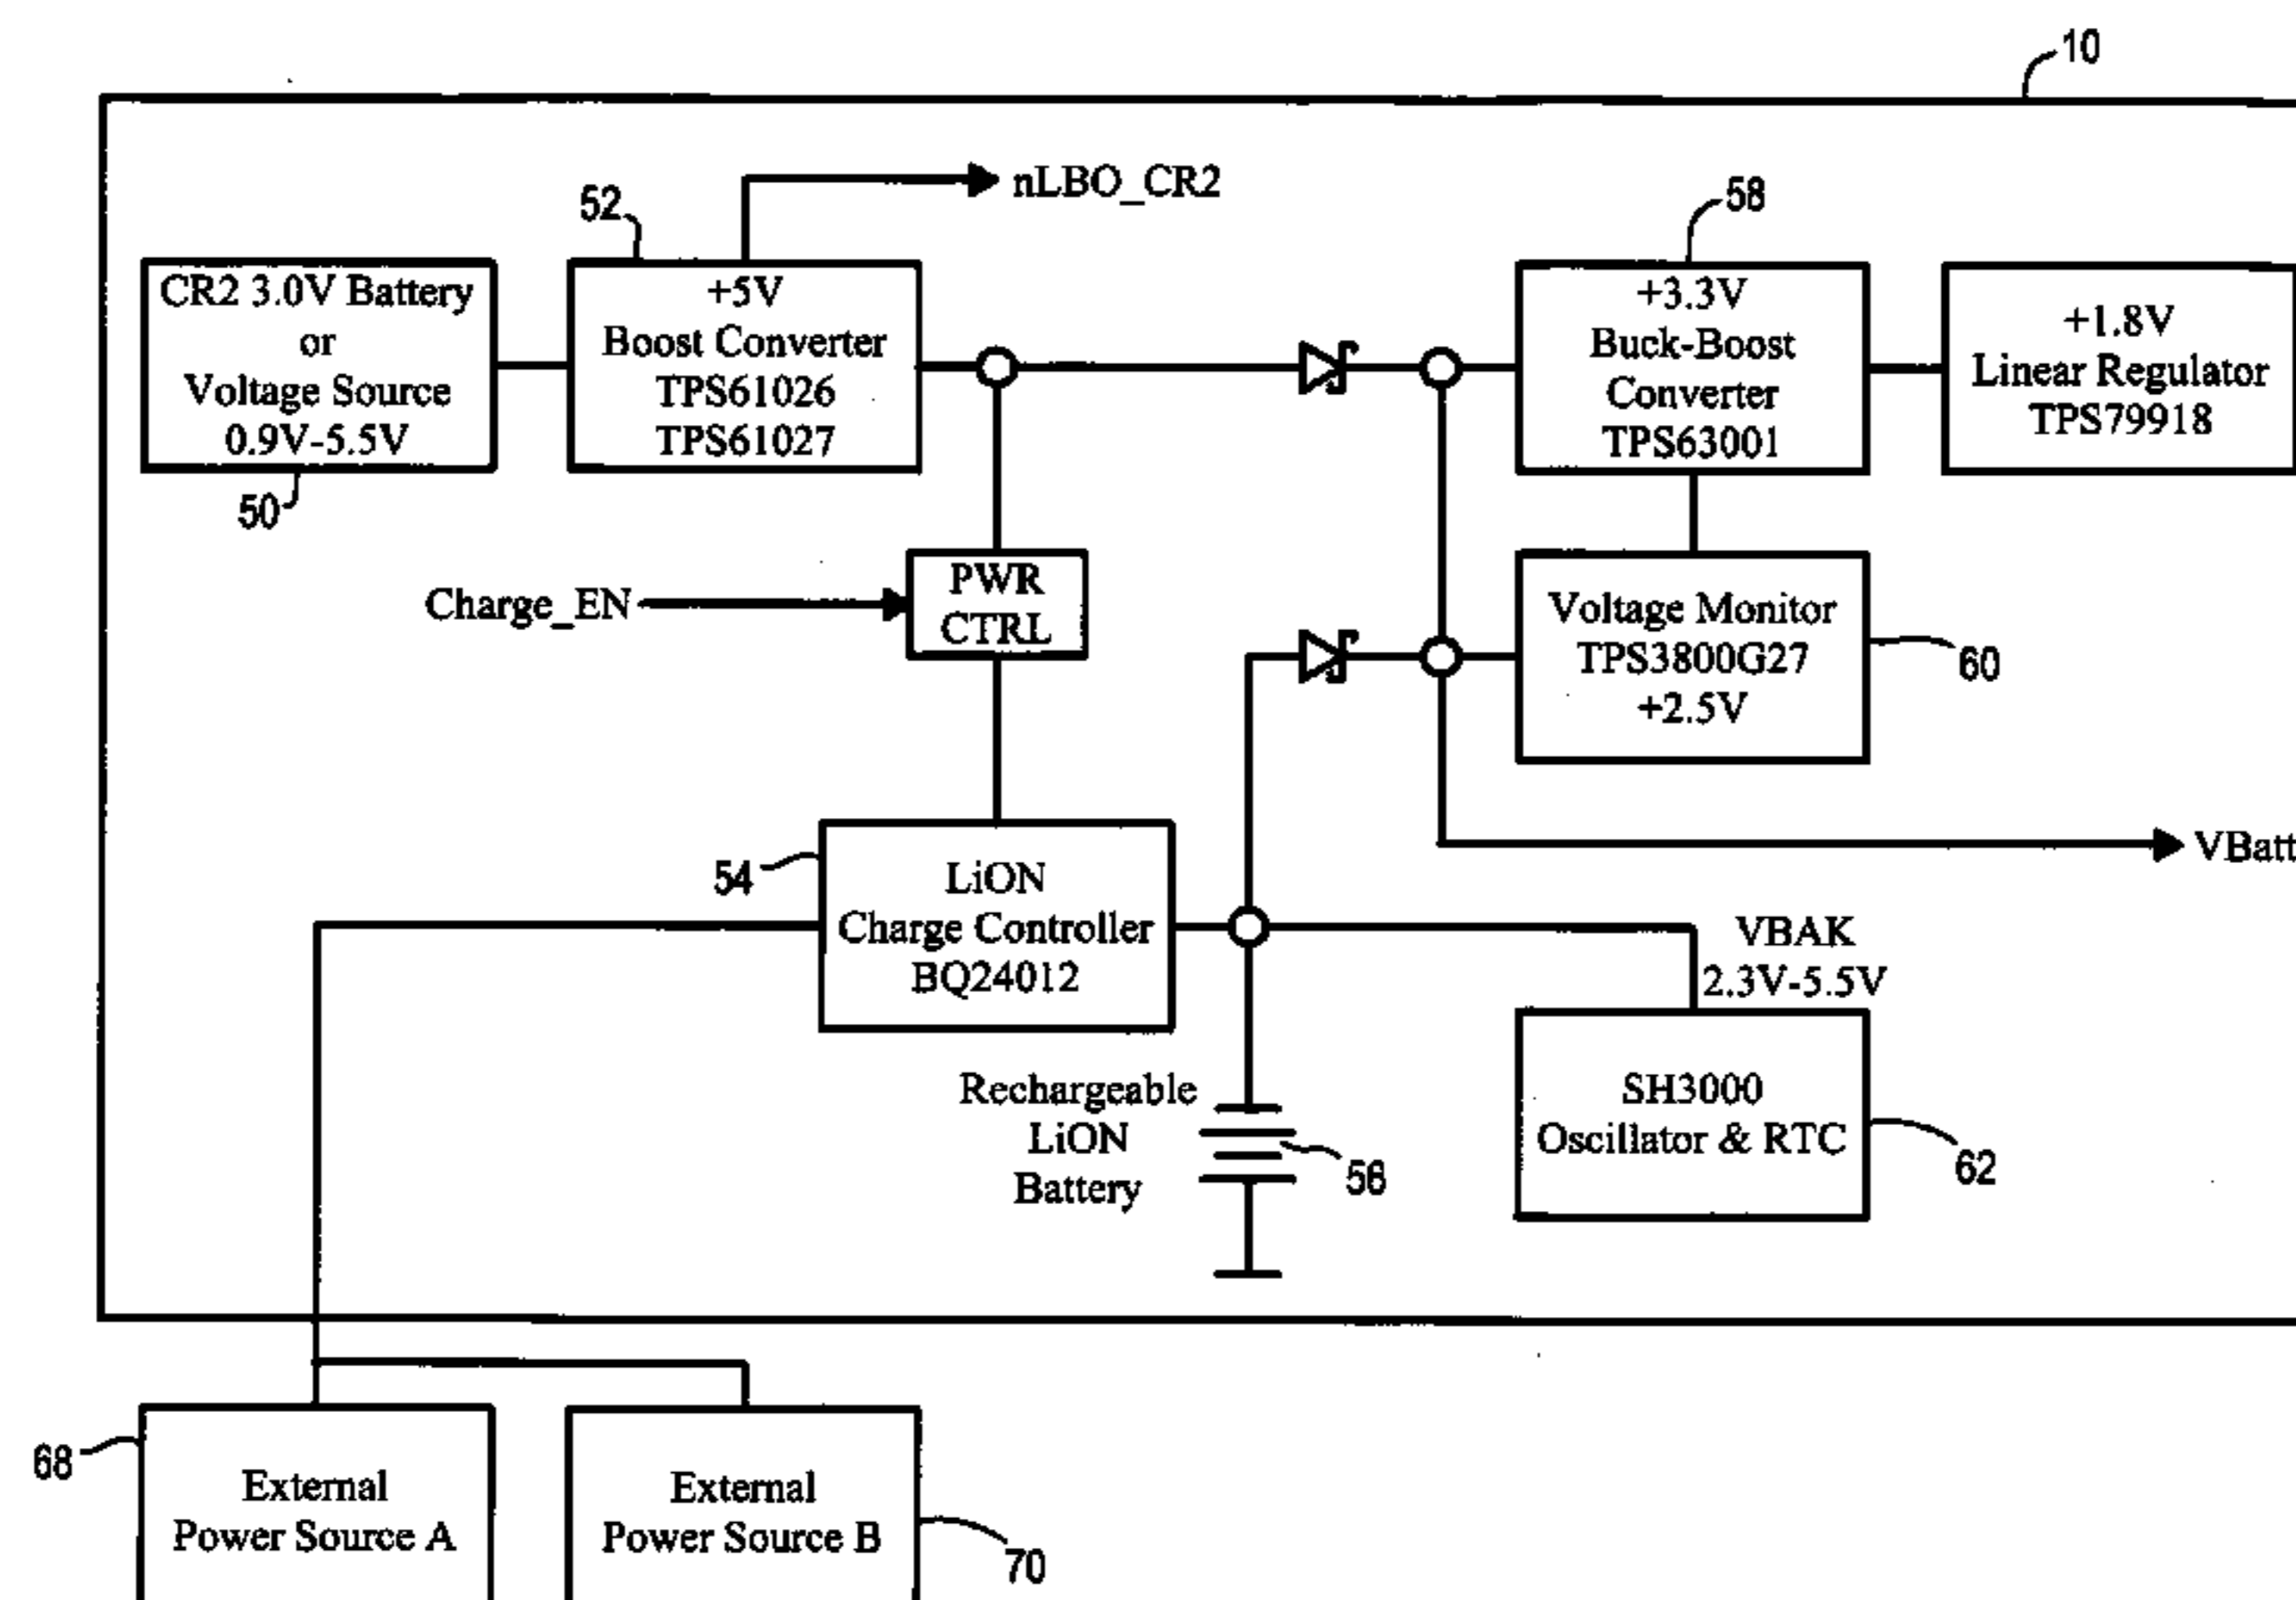 10
nLBO_CR2
52
58
CR2 3.0V Battery
or
Voltage Source
0.9V-5.5V
50
+5V
Boost Converter
TPS61026
TPS61027
+3.3V
Buck-Boost
Converter
TPS63001
+1.8V
Linear Regulator
TPS79918
Charge_EN
PWR
CTRL
Voltage Monitor
TPS3800G27
+2.5V
60
VBatt
54
LiON
Charge Controller
BQ24012
VBAK
2.3V-5.5V
Rechargeable
LiON
Battery
56
SH3000
Oscillator & RTC
62
68
External
Power Source A
External
Power Source B
70